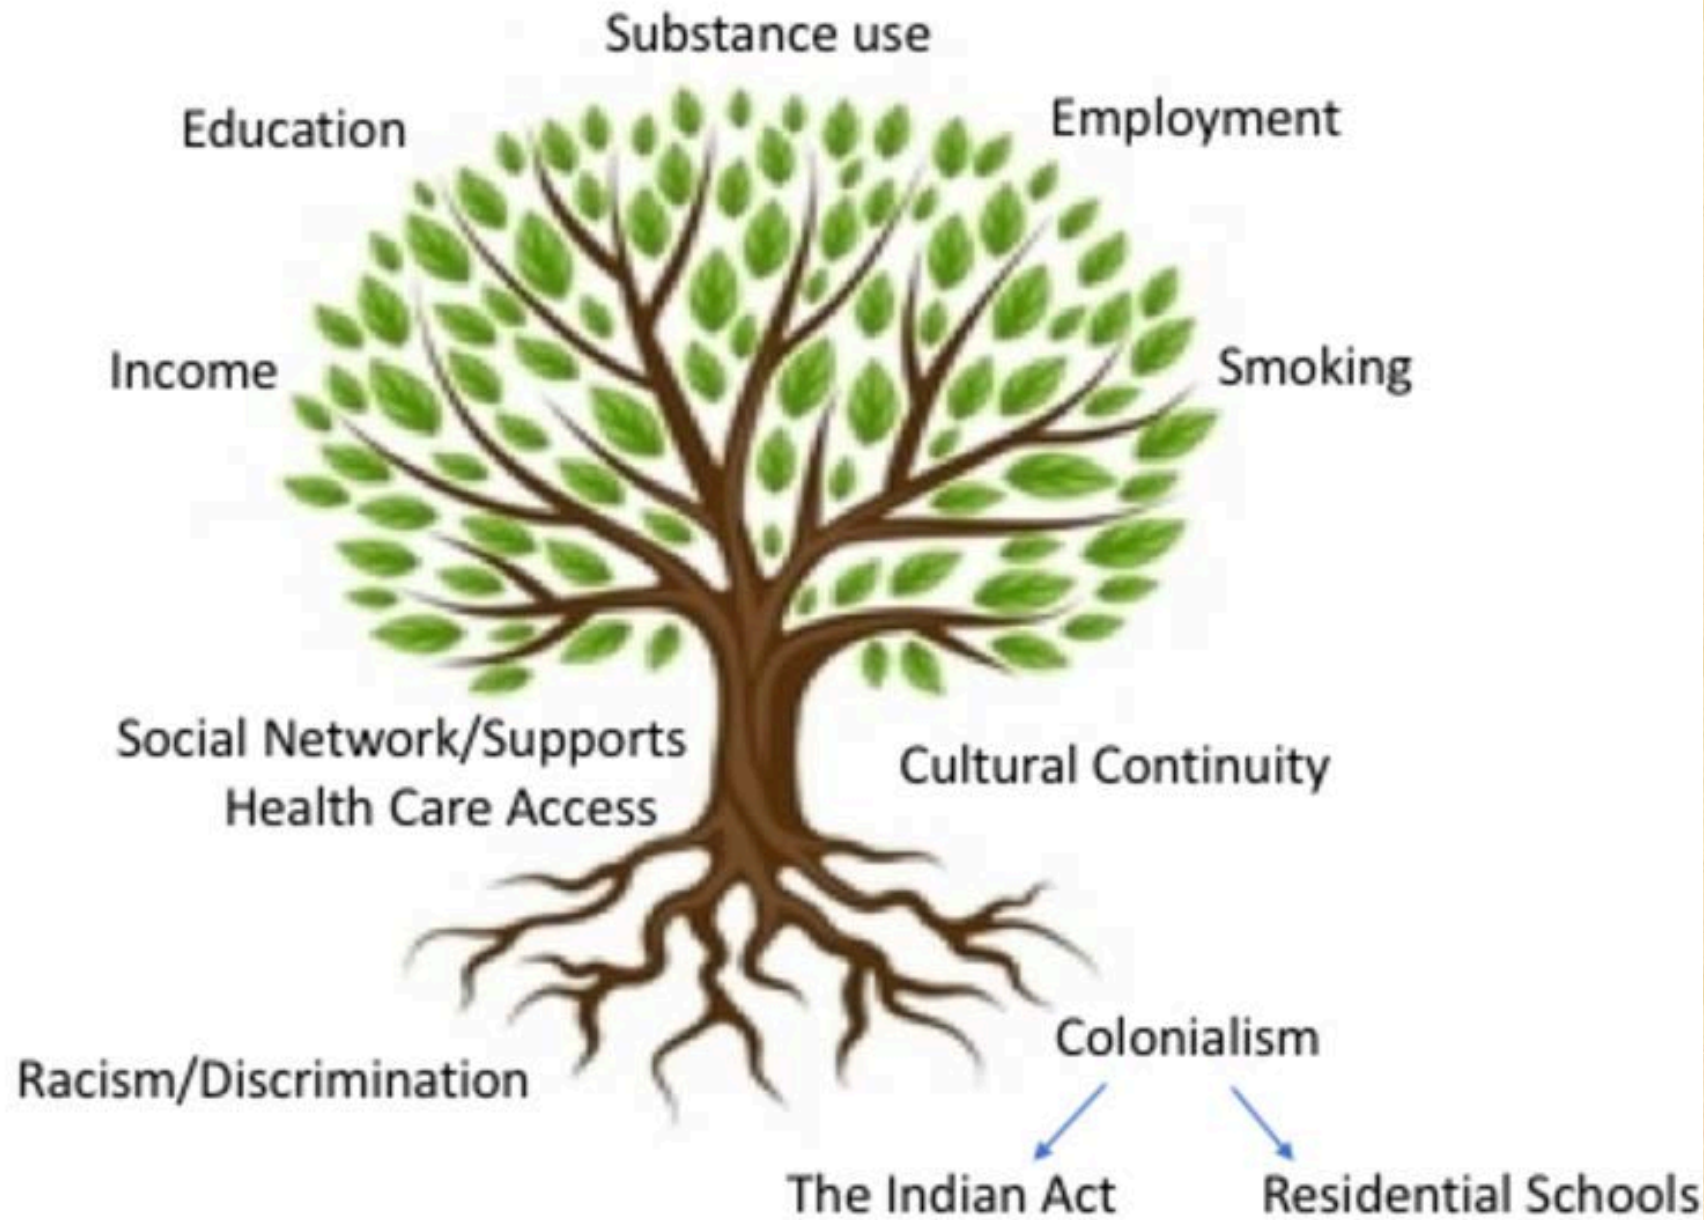 Substance use
Education
Employment
Income
Smoking
Social Network/Supports
Health Care Access
Cultural Continuity
Racism/Discrimination
Colonialism
The Indian Act
Residential Schools